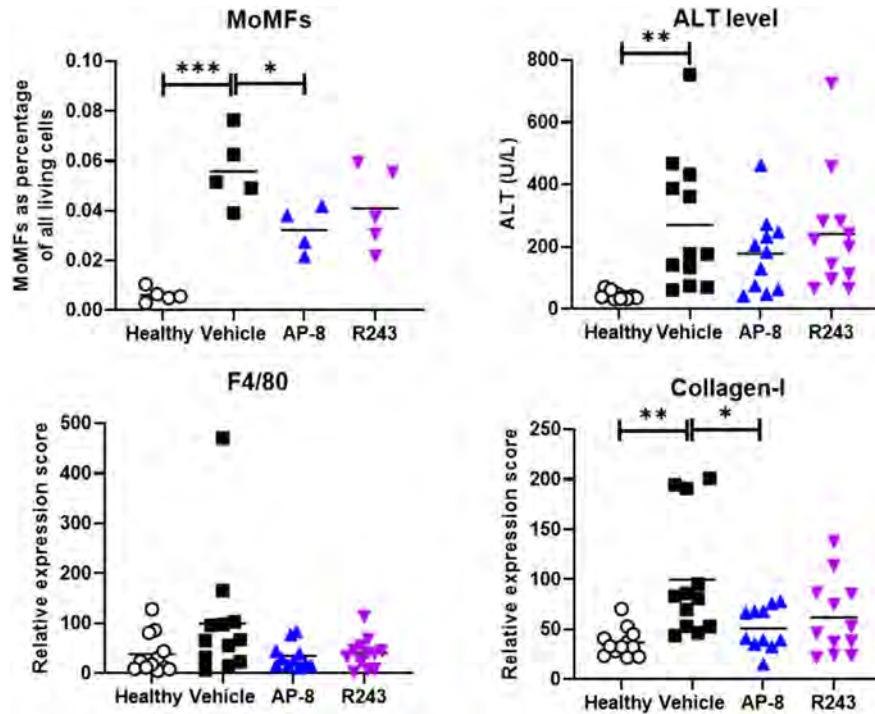 MoMFs
MoMFs as percentage
of all living cells
0.10
0.08
0.06
0.04
0.02
0.00
***
*
Healthy Vehicle AP-8 R243
ALT level
ALT (U/L)
800
600
400
200
0
**
Healthy Vehicle AP-8 R243
F4/80
Relative expression score
500
400
300
200
100
0
Healthy Vehicle AP-8 R243
Collagen-I
Relative expression score
250
200
150
100
50
0
**
*
Healthy Vehicle AP-8 R243